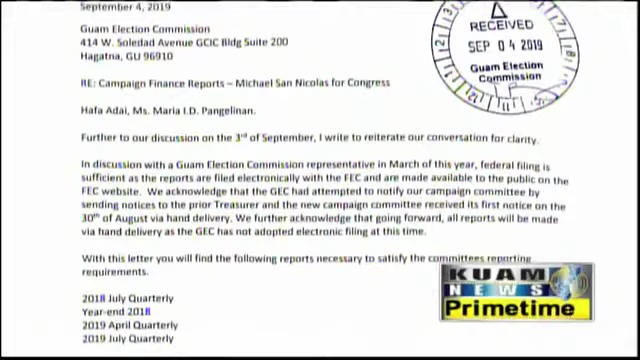 September 4, 2019
RECEIVED
SEP 04 2019
Guam Election
Commission
Guam Election Commission
414 W. Soledad Avenue GCIC Bldg Suite 200
Hagatna, GU 96910
RE: Campaign Finance Reports – Michael San Nicolas for Congress
Hafa Adai, Ms. Maria I.D. Pangelinan.
Further to our discussion on the 3rd of September, I write to reiterate our conversation for clarity.
In discussion with a Guam Election Commission representative in March of this year, federal filing is
sufficient as the reports are filed electronically with the FEC and are made available to the public on the
FEC website. We acknowledge that the GEC had attempted to notify our campaign committee by
sending notices to the prior Treasurer and the new campaign committee received its first notice on the
30th of August via hand delivery. We further acknowledge that going forward, all reports will be made
via hand delivery as the GEC has not adopted electronic filing at this time.
With this letter you will find the following reports necessary to satisfy the committees reporting
requirements.
2018 July Quarterly
Year-end 2018
2019 April Quarterly
2019 July Quarterly
KUAM
NEWS
Primetime